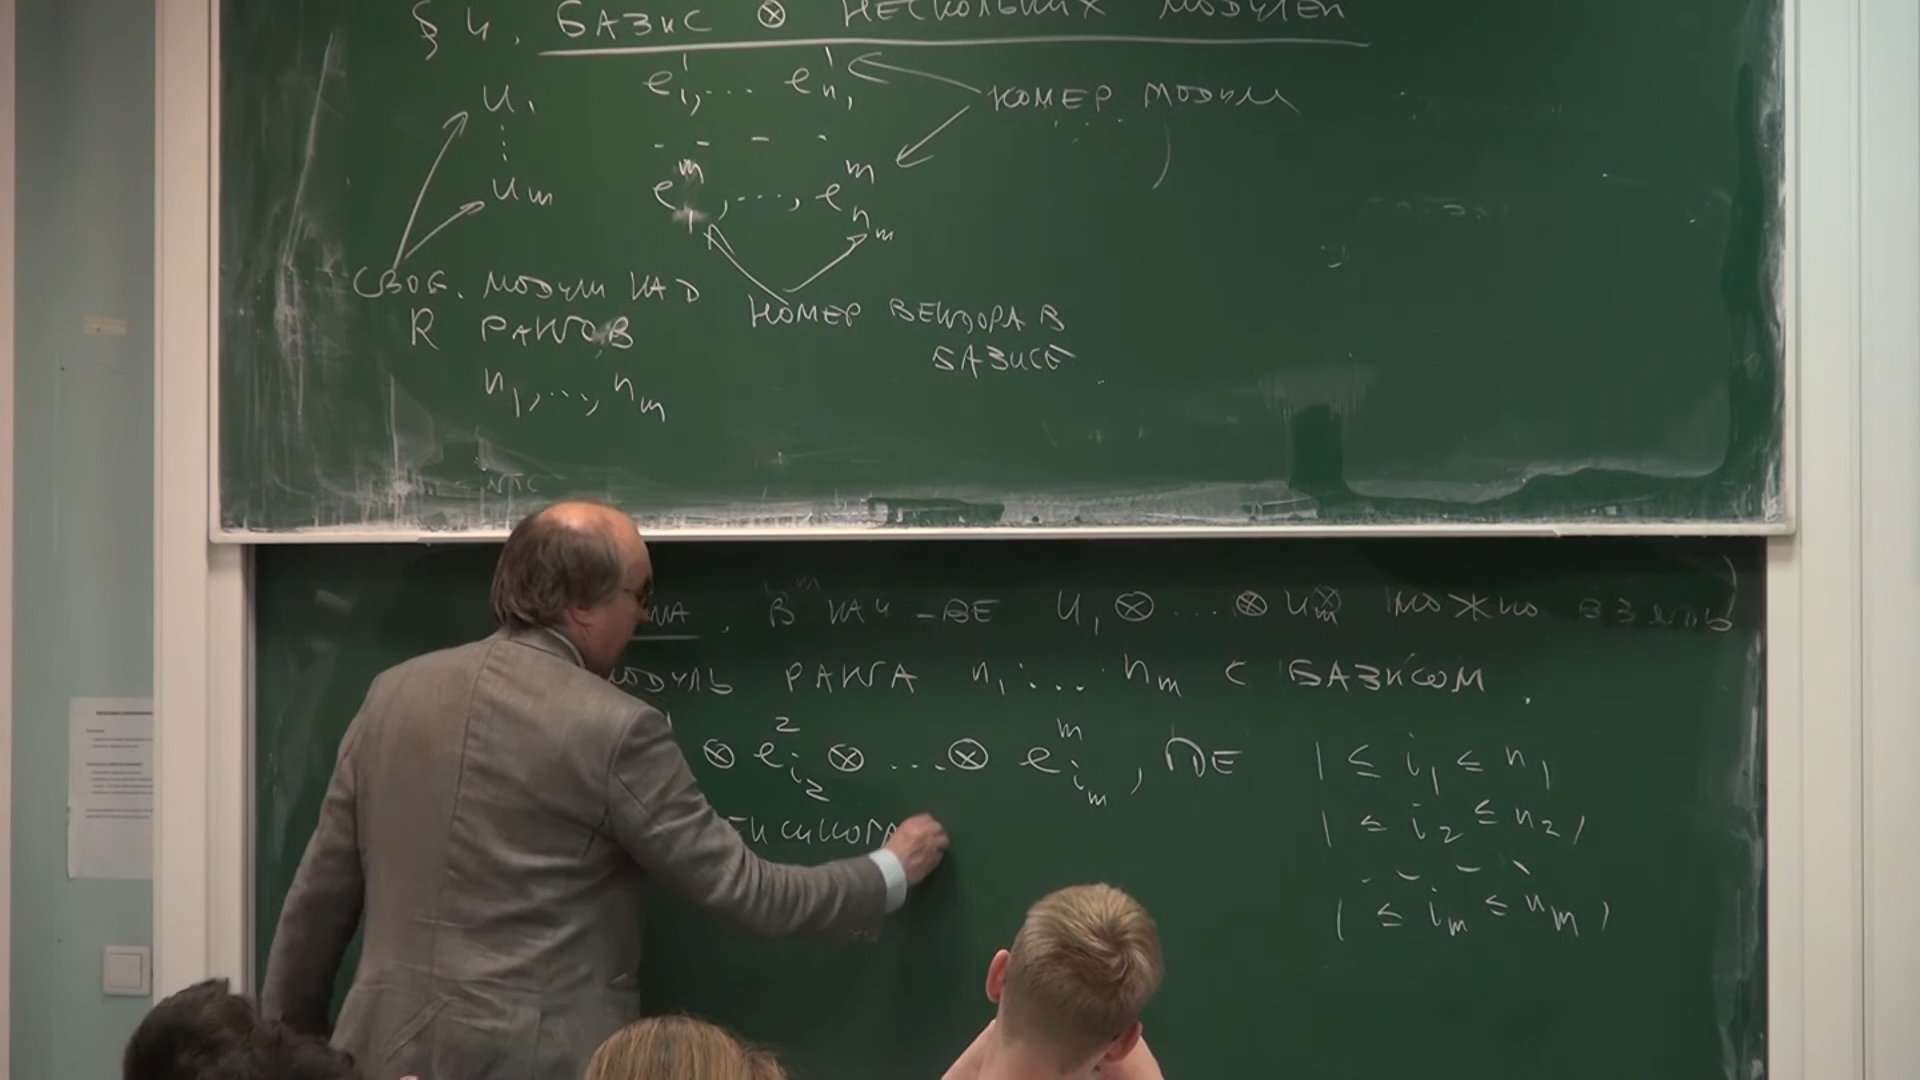 § 4. БАЗИС ⊗ НЕСКОЛЬКИХ МОДУЛЕЙ
U₁ e¹₁, ... e¹ₙ₁ НОМЕР МОДУЛЯ
⋮ - - - .
Uₘ eᵐ₁, ..., eᵐₙₘ
СВОБ. МОДУЛИ НАД
R РАНГОВ
n₁, ..., nₘ
НОМЕР ВЕКТОРА В
БАЗИСЕ
МА. В КАЧ-ВЕ U₁ ⊗ ... ⊗ Uₘ МОЖНО ВЗЯТЬ
МОДУЛЬ РАНГА n₁ · ... nₘ С БАЗИСОМ
⊗ e²ᵢ₂ ⊗ ... ⊗ eᵐᵢₘ, ГДЕ 1 ≤ i₁ ≤ n₁
1 ≤ i₂ ≤ n₂,
- - - -
1 ≤ iₘ ≤ nₘ)